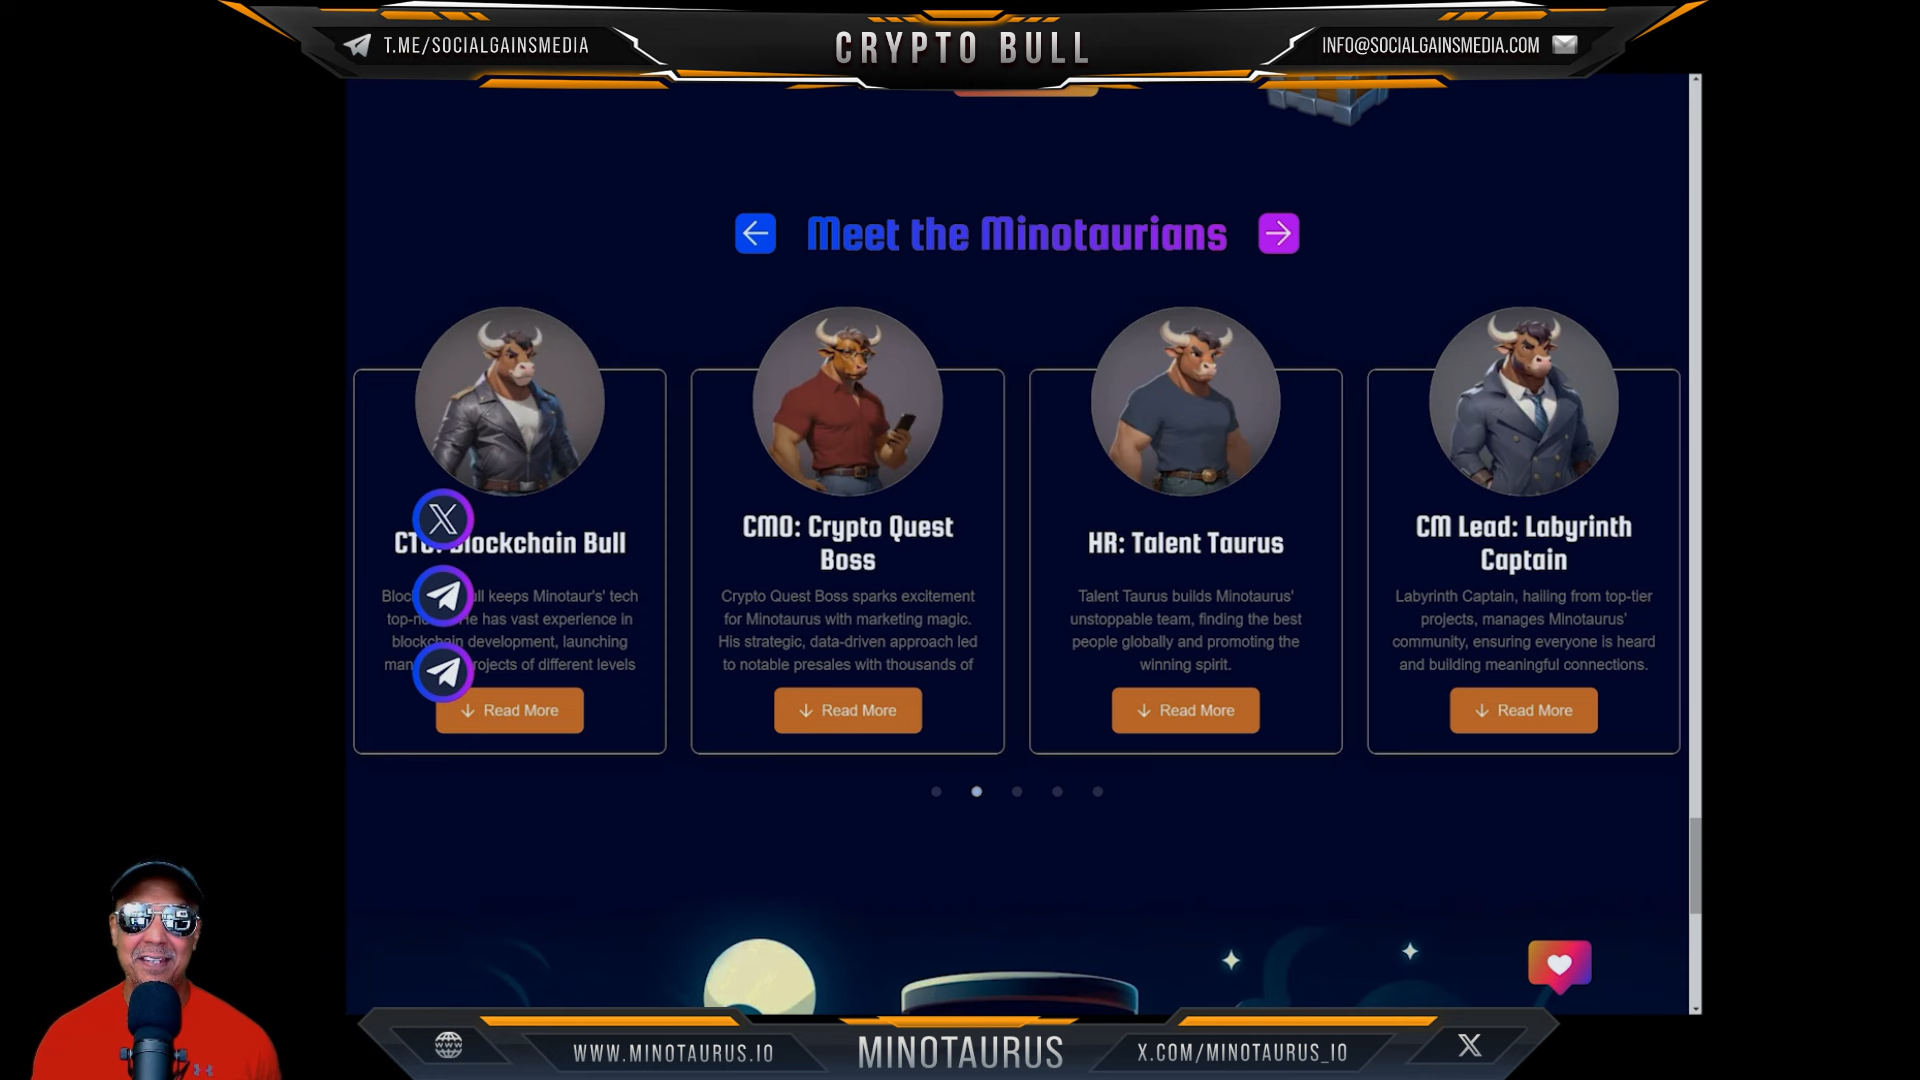 T.ME/SOCIALGAINSMEDIA
CRYPTO BULL
INFO@SOCIALGAINSMEDIA.COM
Meet the Minotaurians
Blockchain Bull
keeps Minotaur's' tech
has vast experience in
blockchain development, launching
projects of different levels
Read More
CMO: Crypto Quest
Boss
Crypto Quest Boss sparks excitement
for Minotaurus with marketing magic.
His strategic, data-driven approach led
to notable presales with thousands of
Read More
HR: Talent Taurus
Talent Taurus builds Minotaurus'
unstoppable team, finding the best
people globally and promoting the
winning spirit.
Read More
CM Lead: Labyrinth
Captain
Labyrinth Captain, hailing from top-tier
projects, manages Minotaurus'
community, ensuring everyone is heard
and building meaningful connections.
Read More
WWW.MINOTAURUS.IO
MINOTAURUS
X.COM/MINOTAURUS_IO